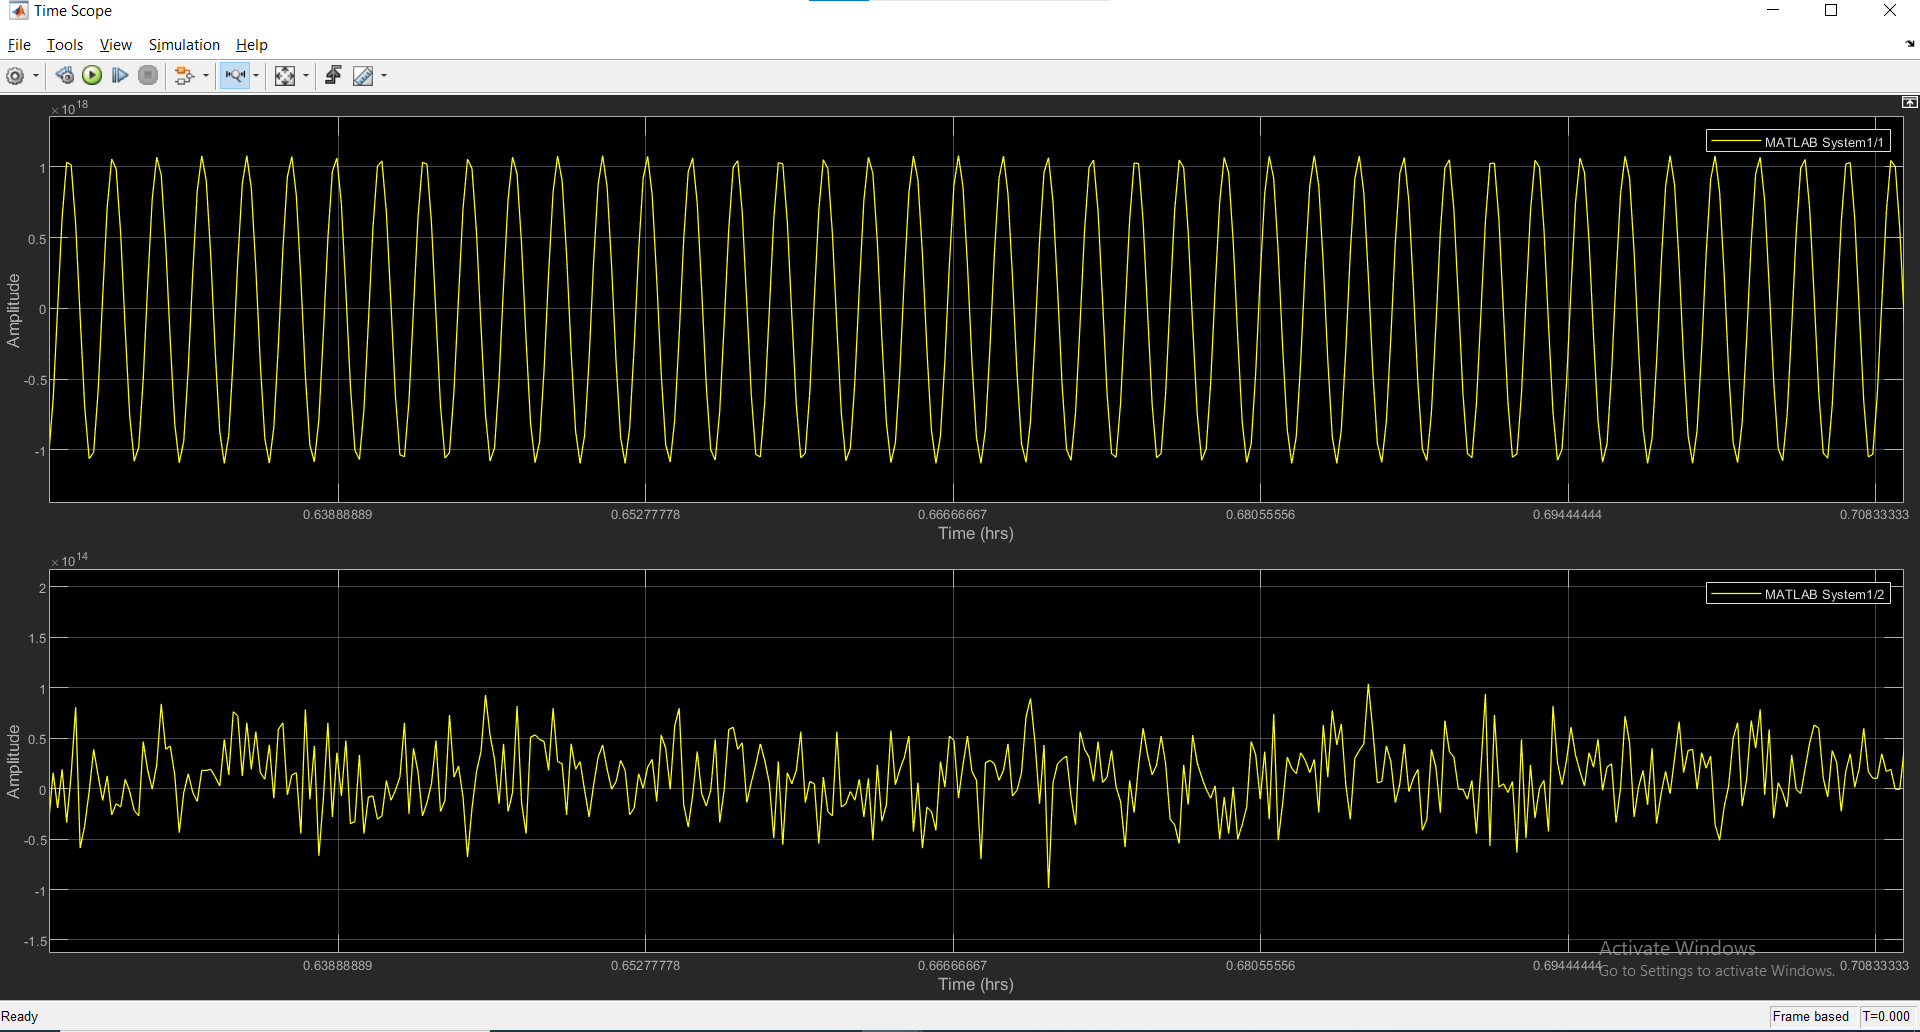 Time Scope
File Tools View Simulation Help
×10^18
MATLAB System1/1
1
0.5
0
-0.5
-1
Amplitude
0.63888889 0.65277778 0.66666667 0.68055556 0.69444444 0.70833333
Time (hrs)
×10^14
MATLAB System1/2
2
1.5
1
0.5
0
-0.5
-1
-1.5
Amplitude
0.63888889 0.65277778 0.66666667 0.68055556 0.69444444 0.70833333
Time (hrs)
Activate Windows
Go to Settings to activate Windows.
Ready Frame based T=0.000